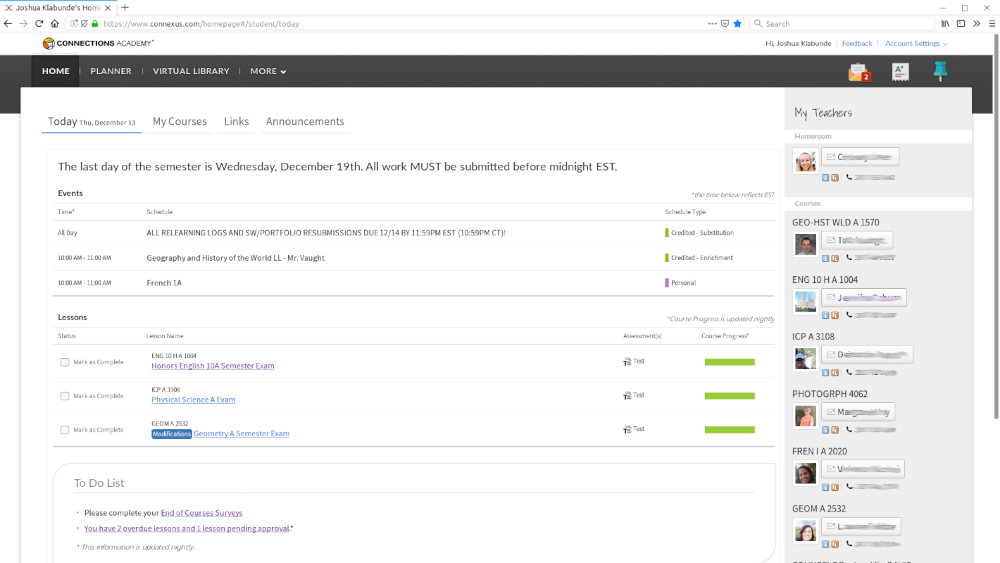 Joshua Klabunde's Home
https://www.connexus.com/homepage#/student/today
Search
CONNECTIONS ACADEMY
Hi, Joshua Klabunde
Feedback
Account Settings
HOME
PLANNER
VIRTUAL LIBRARY
MORE
2
A+
Today Thu, December 13
My Courses
Links
Announcements
The last day of the semester is Wednesday, December 19th. All work MUST be submitted before midnight EST.
Events
*the time below reflects EST
Time*
Schedule
Schedule Type
All Day
ALL RELEARNING LOGS AND SW/PORTFOLIO RESUBMISSIONS DUE 12/14 BY 11:59PM EST (10:59PM CT)!
Credited - Substitution
10:00 AM - 11:00 AM
Geography and History of the World LL - Mr. Vaught
Credited - Enrichment
10:00 AM - 11:00 AM
French 1A
Personal
Lessons
*Course Progress is updated nightly
Status
Lesson Name
Assessment(s)
Course Progress*
Mark as Complete
ENG 10 H A 1004
Honors English 10A Semester Exam
Test
Mark as Complete
ICP A 3108
Physical Science A Exam
Test
Mark as Complete
GEOM A 2532
Modifications Geometry A Semester Exam
Test
To Do List
Please complete your End of Courses Surveys
You have 2 overdue lessons and 1 lesson pending approval.*
* This information is updated nightly.
My Teachers
Homeroom
Courses
GEO-HST WLD A 1570
ENG 10 H A 1004
ICP A 3108
PHOTOGRPH 4062
FREN I A 2020
GEOM A 2532